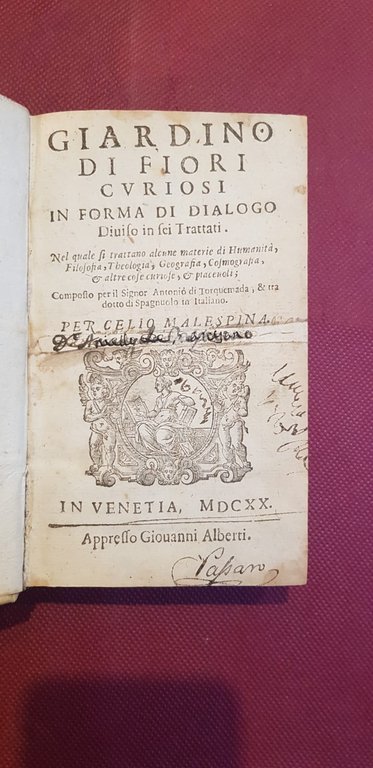 GIARDINO
DI FIORI
CVRIOSI
IN FORMA DI DIALOGO
Diuiso in sei Trattati.
Nel quale si trattano alcune materie di Humanità,
Filosofia, Theologia, Geografia, Cosmografia,
& altre cose curiose, & piaceuoli;
Composto per il Signor Antonio di Torquemada, & tra
dotto di Spagnuolo in Italiano.
PER CELIO MALESPINA.
IN VENETIA, MDCXX.
Appresso Giouanni Alberti.
Passaro